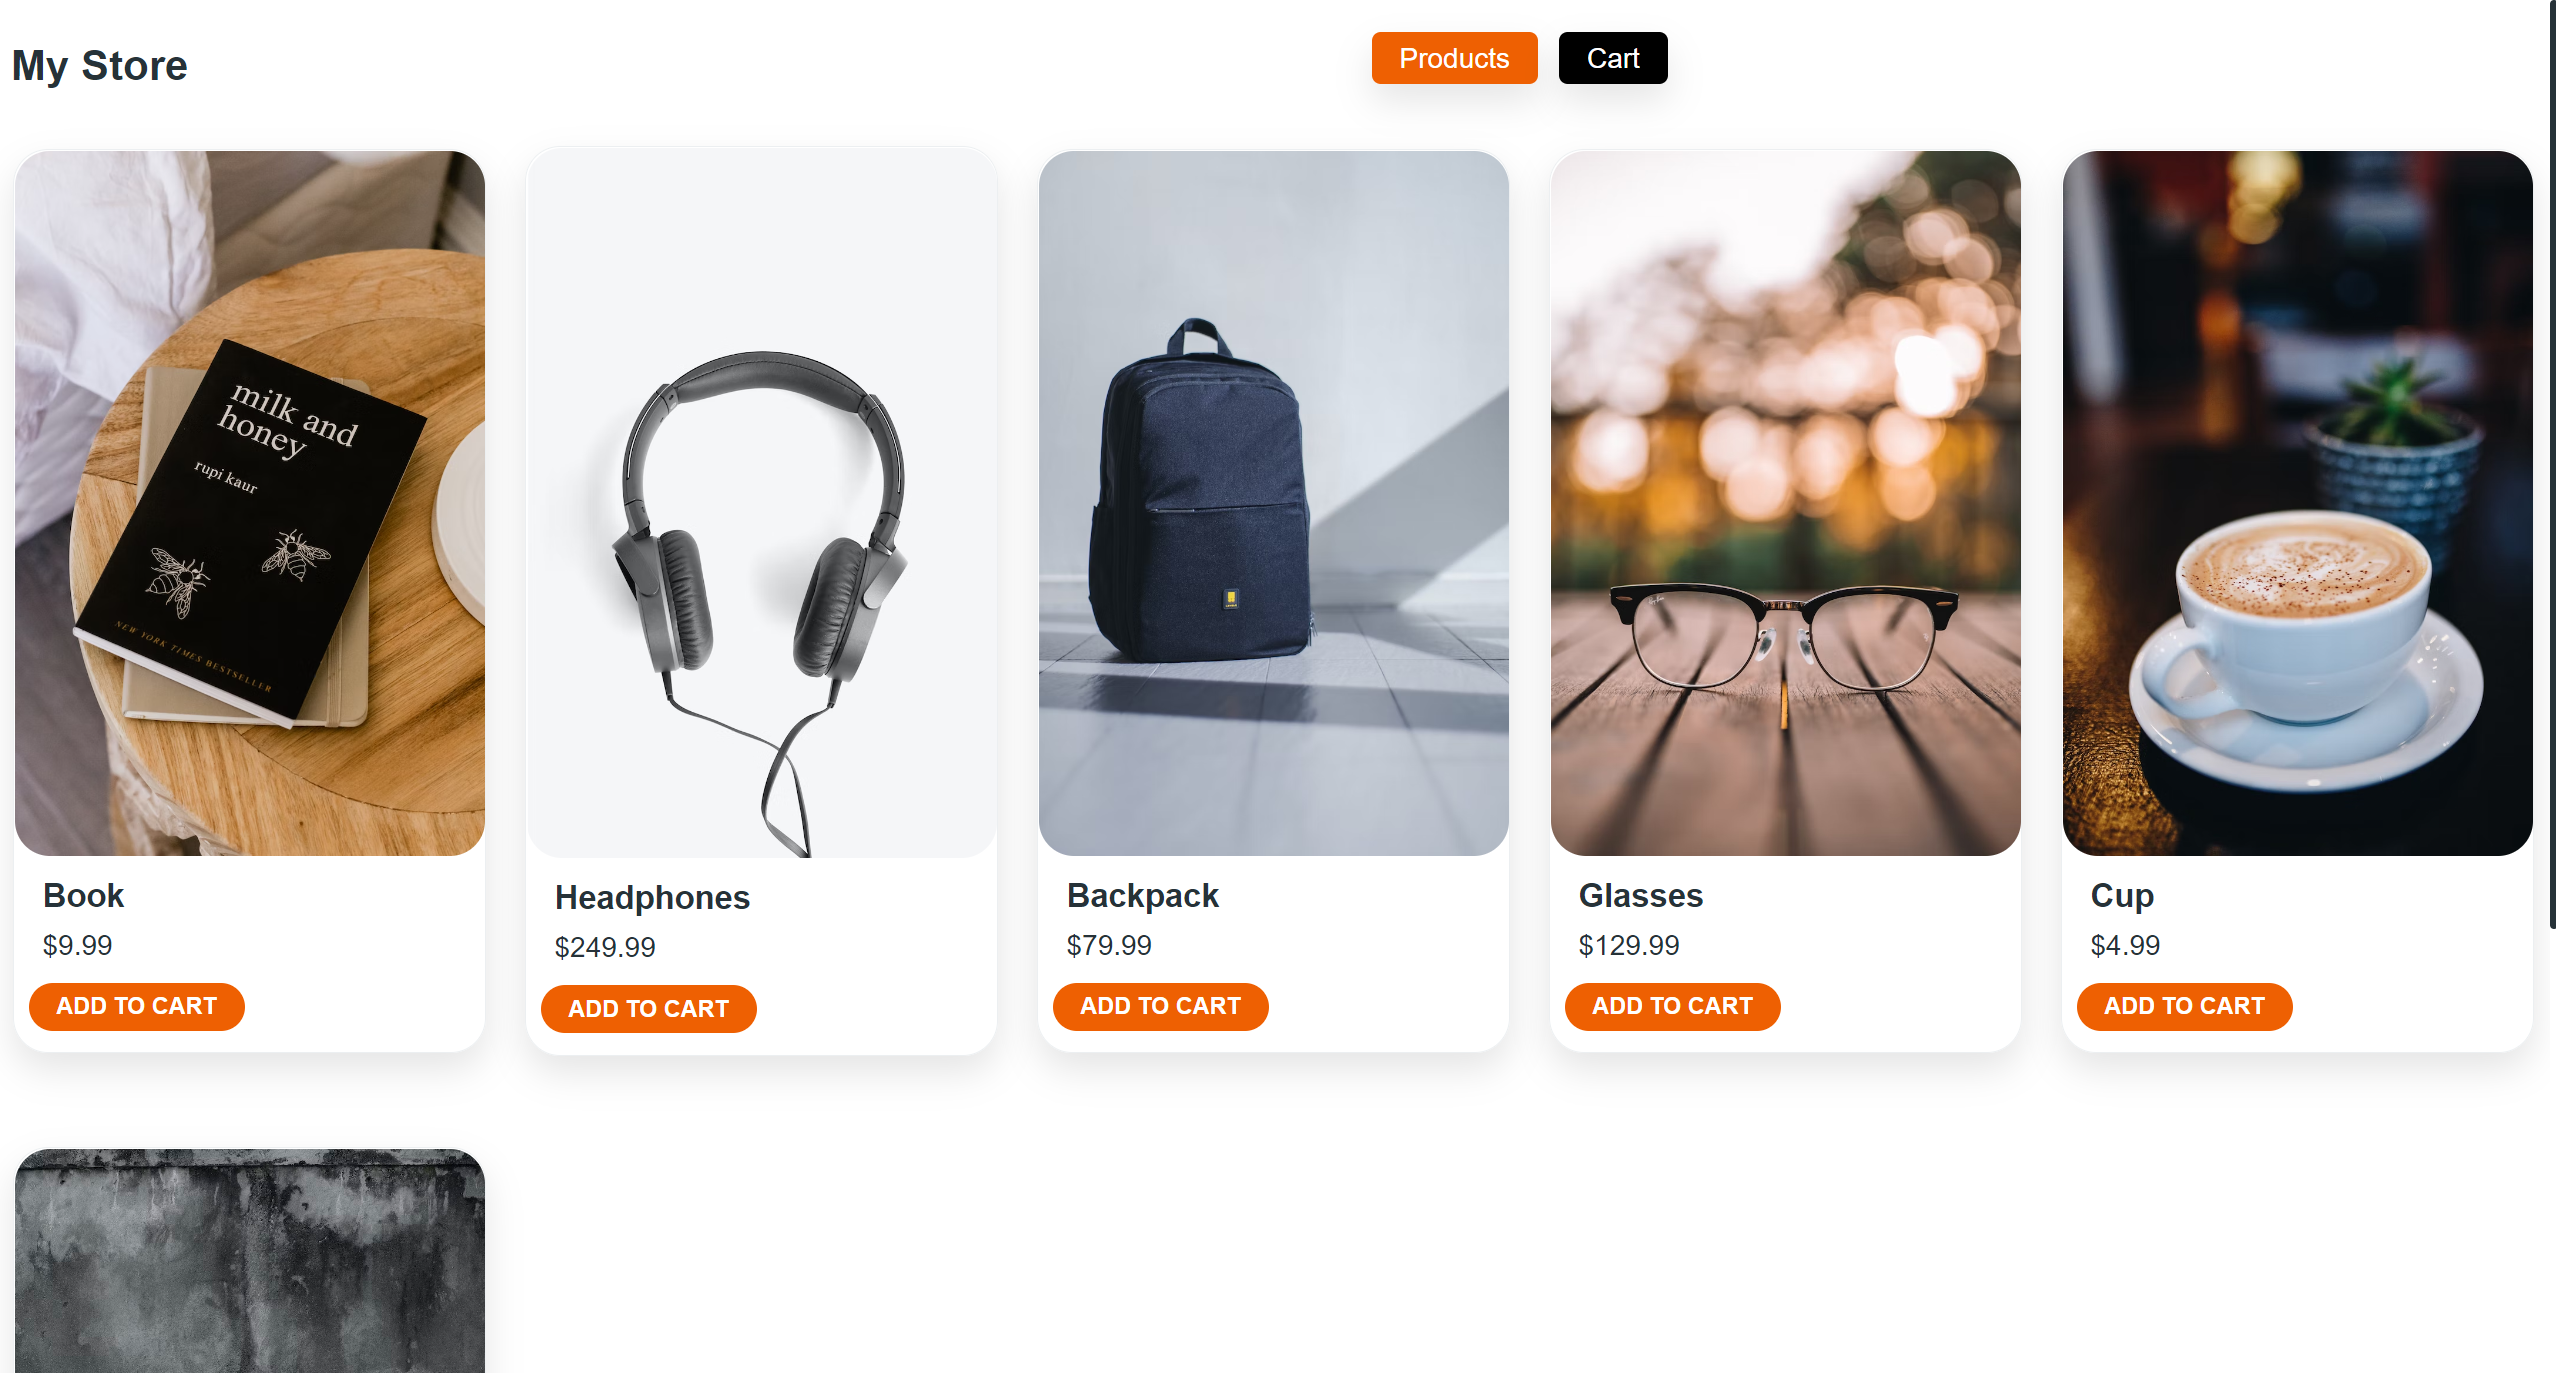 My Store
Products
Cart
milk and
honey
rupi kaur
NEW YORK TIMES BESTSELLER
Book
$9.99
ADD TO CART
Headphones
$249.99
ADD TO CART
Backpack
$79.99
ADD TO CART
Glasses
$129.99
ADD TO CART
Cup
$4.99
ADD TO CART